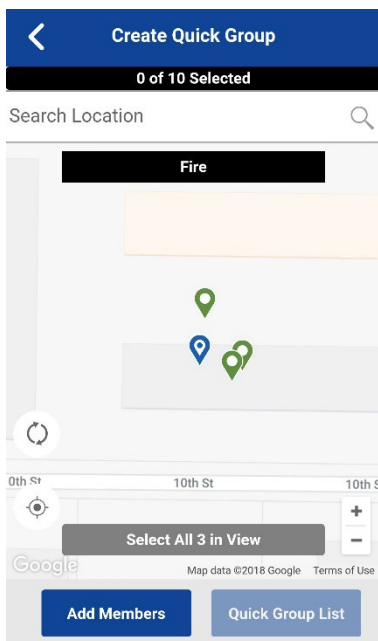 Create Quick Group
0 of 10 Selected
Search Location
Fire
0th St 10th St 10th S
Select All 3 in View
Google
Map data ©2018 Google Terms of Use
Add Members Quick Group List